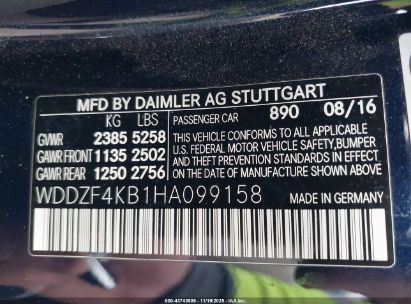 MFD BY DAIMLER AG STUTTGART
KG LBS PASSENGER CAR 890 08/16
GVWR 2385 5258
GAWR FRONT 1135 2502
GAWR REAR 1250 2756
THIS VEHICLE CONFORMS TO ALL APPLICABLE
U.S. FEDERAL MOTOR VEHICLE SAFETY, BUMPER
AND THEFT PREVENTION STANDARDS IN EFFECT
ON THE DATE OF MANUFACTURE SHOWN ABOVE.
WDDZF4KB1HA099158 MADE IN GERMANY